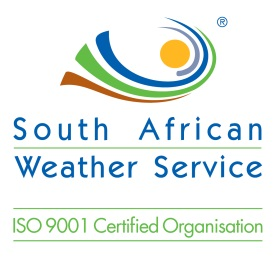 ®
South African
Weather Service
ISO 9001 Certified Organisation